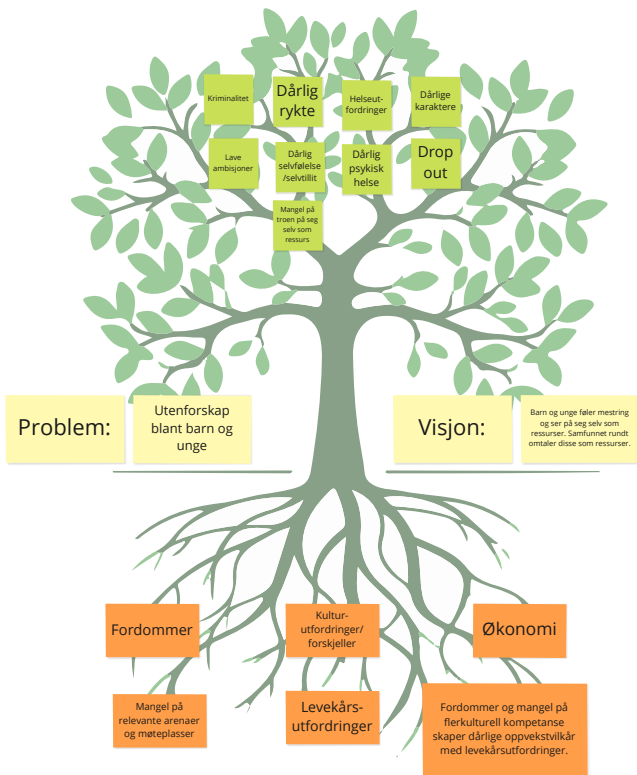 Kriminalitet
Dårlig
rykte
Helseut-
fordringer
Dårlige
karaktere
Lave
ambisjoner
Dårlig
selvfølelse
/selvtillit
Dårlig
psykisk
helse
Drop
out
Mangel på
troen på seg
selv som
ressurs
Problem:
Utenforskap
blant barn og
unge
Visjon:
Barn og unge føler mestring
og ser på seg selv som
ressurser. Samfunnet rundt
omtaler disse som ressurser.
Fordommer
Kultur-
utfordringer/
forskjeller
Økonomi
Mangel på
relevante arenaer
og møteplasser
Levekårs-
utfordringer
Fordommer og mangel på
flerkulturell kompetanse
skaper dårlige oppvekstvilkår
med levekårsutfordringer.